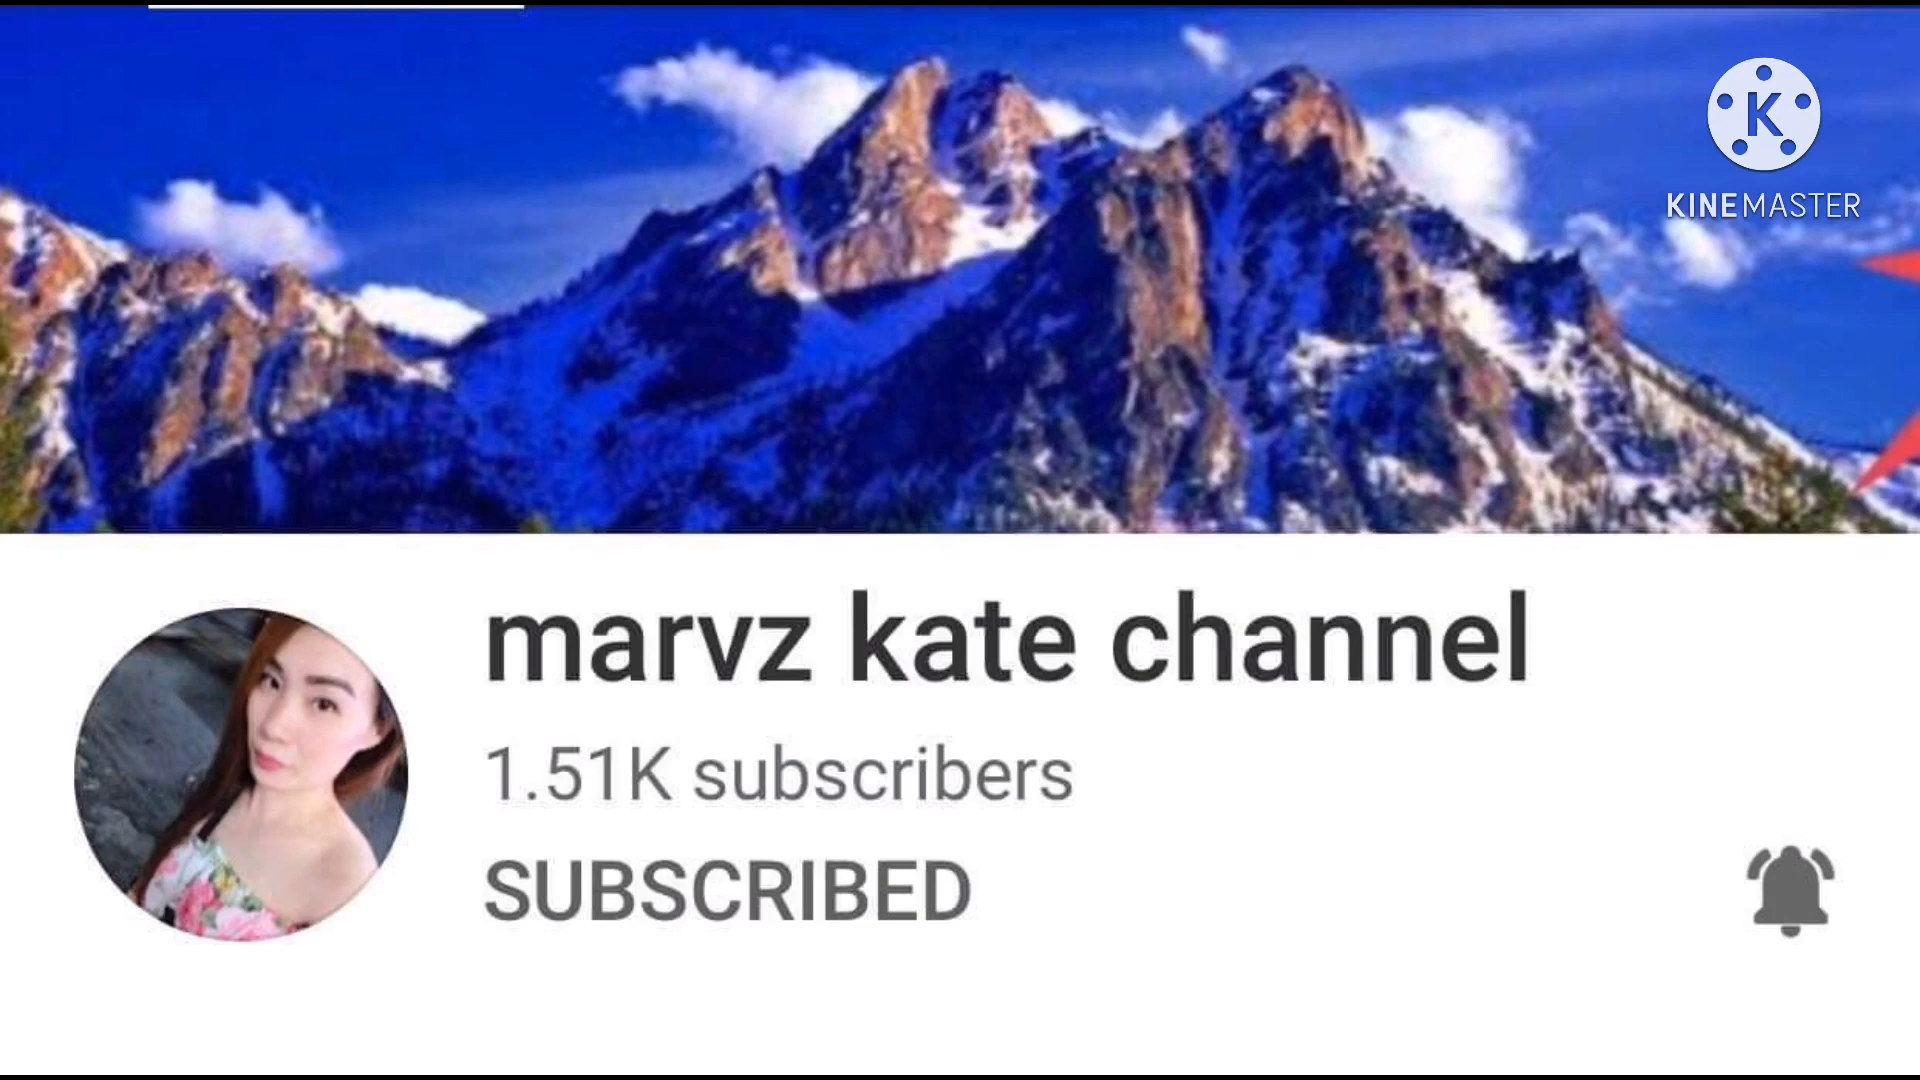 K
KINEMASTER
marvz kate channel
1.51K subscribers
SUBSCRIBED